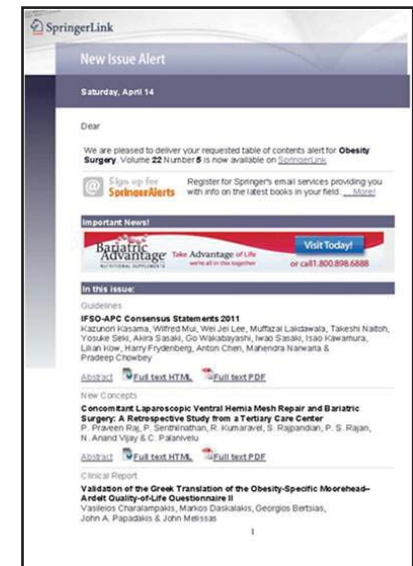 SpringerLink
New Issue Alert
Saturday, April 14
Dear
We are pleased to deliver your requested table of contents alert for Obesity
Surgery. Volume 22 Number 5 is now available on SpringerLink
@ Sign up for
SpringerAlerts
Register for Springer's email services providing you
with info on the latest books in your field. ... More!
Important News!
Bariatric
Advantage
NUTRITIONAL SUPPLEMENTS
Take Advantage of Life
we're all in this together
Visit Today!
or call 1.800.898.6888
In this issue:
Guidelines
IFSO-APC Consensus Statements 2011
Kazunori Kasama, Wilfred Mui, Wei Jei Lee, Muffazal Lakdawala, Takeshi Naitoh,
Yosuke Seki, Akira Sasaki, Go Wakabayashi, Iwao Sasaki, Isao Kawamura,
Lilian Kow, Harry Frydenberg, Anton Chen, Mahendra Narwaria &
Pradeep Chowbey
Abstract Full text HTML Full text PDF
New Concepts
Concomitant Laparoscopic Ventral Hernia Mesh Repair and Bariatric
Surgery: A Retrospective Study from a Tertiary Care Center
P. Praveen Raj, P. Senthilnathan, R. Kumaravel, S. Rajpandian, P. S. Rajan,
N. Anand Vijay & C. Palanivelu
Abstract Full text HTML Full text PDF
Clinical Report
Validation of the Greek Translation of the Obesity-Specific Moorehead–
Ardelt Quality-of-Life Questionnaire II
Vasileios Charalampakis, Markos Daskalakis, Georgios Bertsias,
John A. Papadakis & John Melissas
1